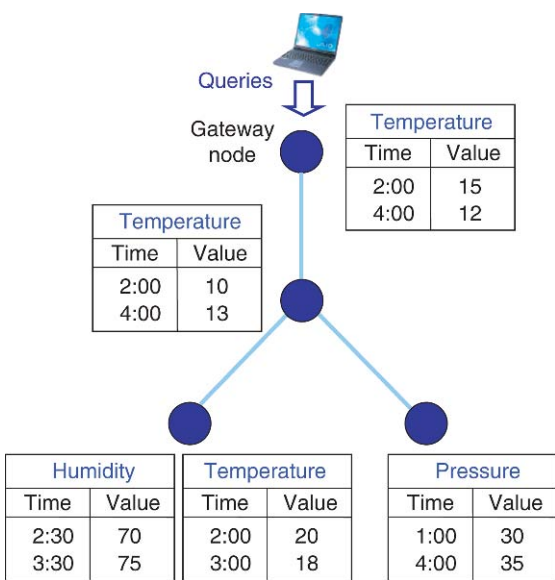 Queries
Gateway
node
Temperature
Time Value
2:00 15
4:00 12
Temperature
Time Value
2:00 10
4:00 13
Humidity
Time Value
2:30 70
3:30 75
Temperature
Time Value
2:00 20
3:00 18
Pressure
Time Value
1:00 30
4:00 35